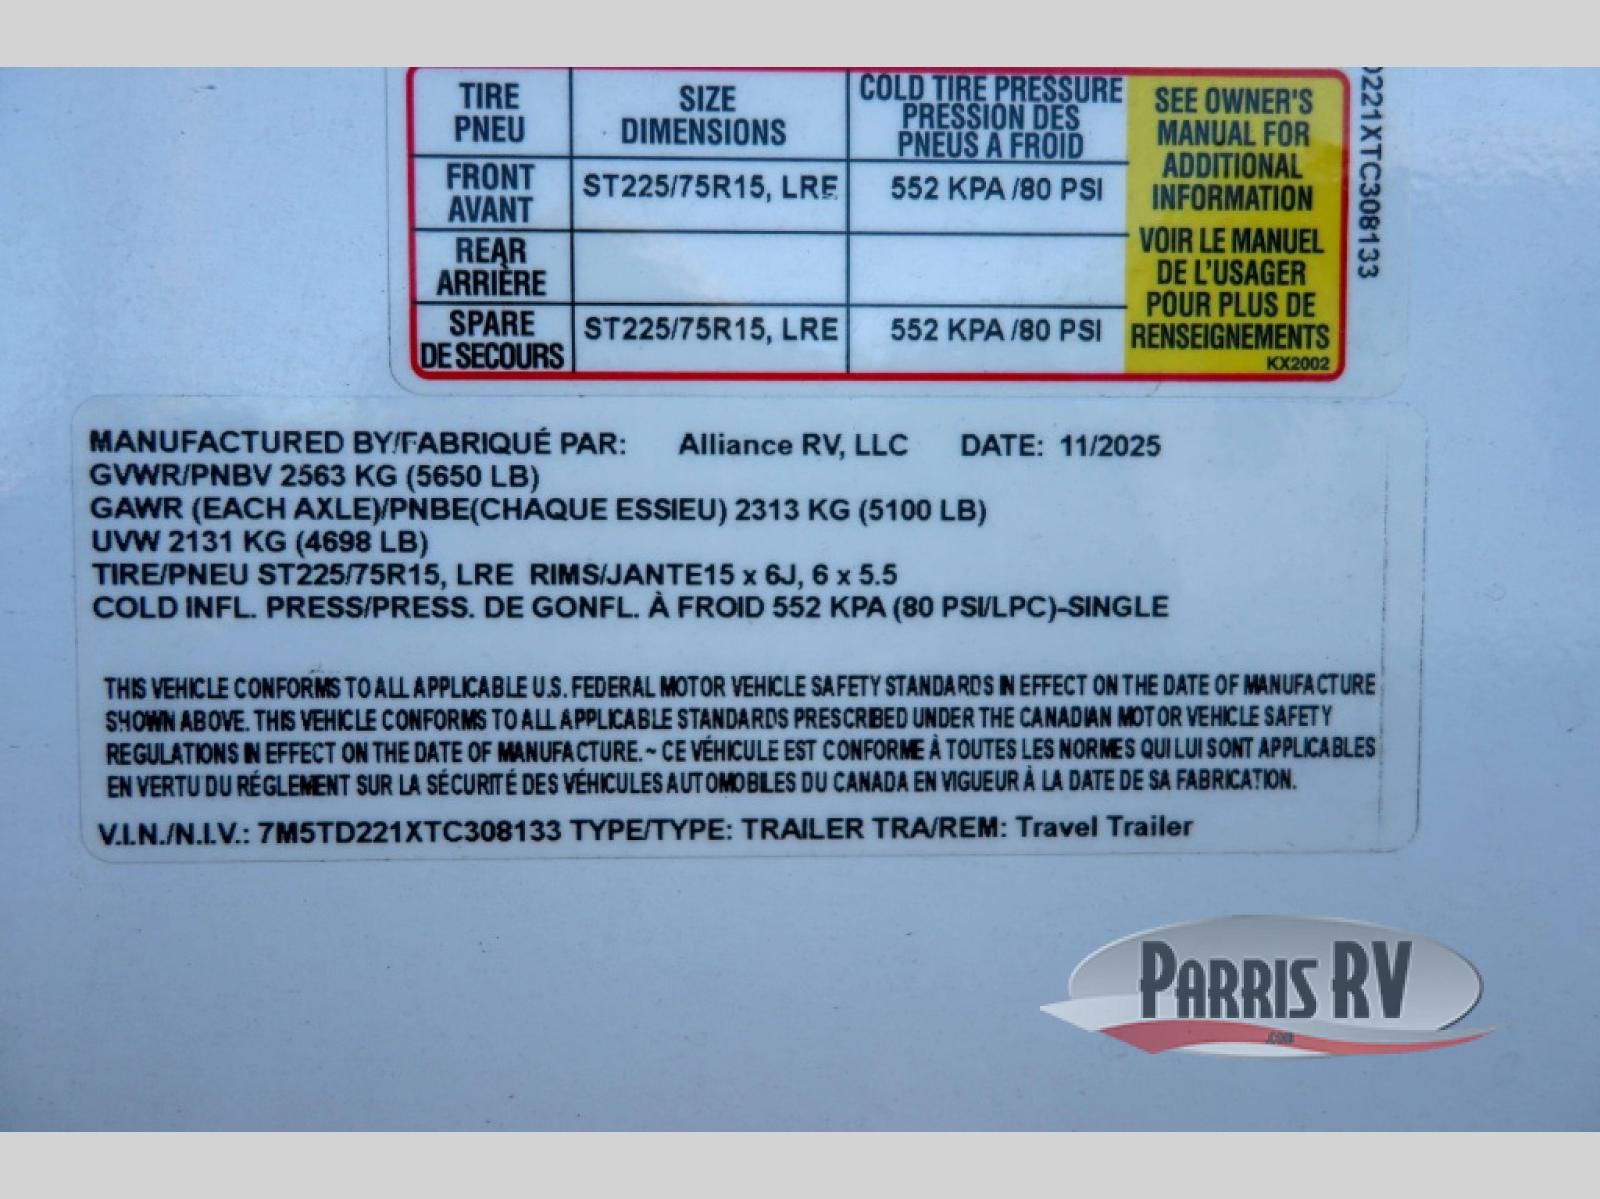 TIRE SIZE COLD TIRE PRESSURE
PNEU DIMENSIONS PRESSION DES
PNEUS A FROID
FRONT ST225/75R15, LRE 552 KPA /80 PSI
AVANT
REAR
ARRIÈRE
SPARE ST225/75R15, LRE 552 KPA /80 PSI
DE SECOURS
SEE OWNER'S
MANUAL FOR
ADDITIONAL
INFORMATION
VOIR LE MANUEL
DE L'USAGER
POUR PLUS DE
RENSEIGNEMENTS
KX2002
221XTC308133
MANUFACTURED BY/FABRIQUÉ PAR: Alliance RV, LLC DATE: 11/2025
GVWR/PNBV 2563 KG (5650 LB)
GAWR (EACH AXLE)/PNBE(CHAQUE ESSIEU) 2313 KG (5100 LB)
UVW 2131 KG (4698 LB)
TIRE/PNEU ST225/75R15, LRE RIMS/JANTE15 x 6J, 6 x 5.5
COLD INFL. PRESS/PRESS. DE GONFL. À FROID 552 KPA (80 PSI/LPC)-SINGLE
THIS VEHICLE CONFORMS TO ALL APPLICABLE U.S. FEDERAL MOTOR VEHICLE SAFETY STANDARDS IN EFFECT ON THE DATE OF MANUFACTURE
SHOWN ABOVE. THIS VEHICLE CONFORMS TO ALL APPLICABLE STANDARDS PRESCRIBED UNDER THE CANADIAN MOTOR VEHICLE SAFETY
REGULATIONS IN EFFECT ON THE DATE OF MANUFACTURE. ~ CE VÉHICULE EST CONFORME À TOUTES LES NORMES QUI LUI SONT APPLICABLES
EN VERTU DU RÉGLEMENT SUR LA SÉCURITÉ DES VÉHICULES AUTOMOBILES DU CANADA EN VIGUEUR À LA DATE DE SA FABRICATION.
V.I.N./N.I.V.: 7M5TD221XTC308133 TYPE/TYPE: TRAILER TRA/REM: Travel Trailer
PARRIS RV
.COM